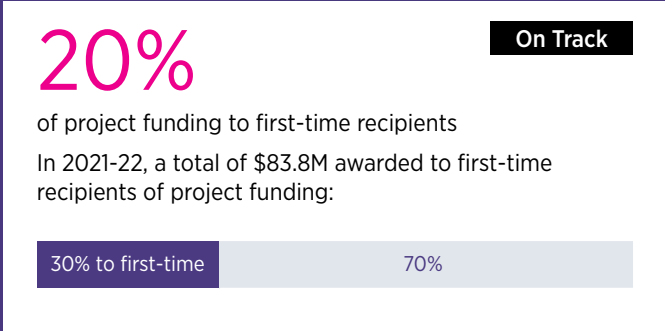 20%
On Track
of project funding to first-time recipients
In 2021-22, a total of $83.8M awarded to first-time
recipients of project funding:
30% to first-time
70%